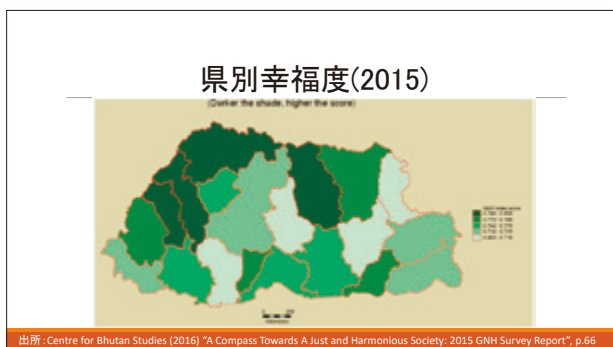 県別幸福度(2015)
(Darker the shade, higher the score)
出所：Centre for Bhutan Studies (2016) “A Compass Towards A Just and Harmonious Society: 2015 GNH Survey Report”, p.66